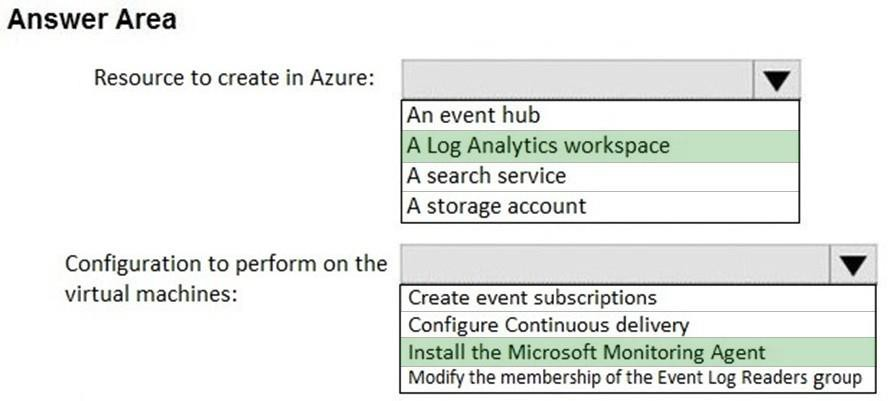 Answer Area
Resource to create in Azure:
An event hub
A Log Analytics workspace
A search service
A storage account
Configuration to perform on the
virtual machines:
Create event subscriptions
Configure Continuous delivery
Install the Microsoft Monitoring Agent
Modify the membership of the Event Log Readers group